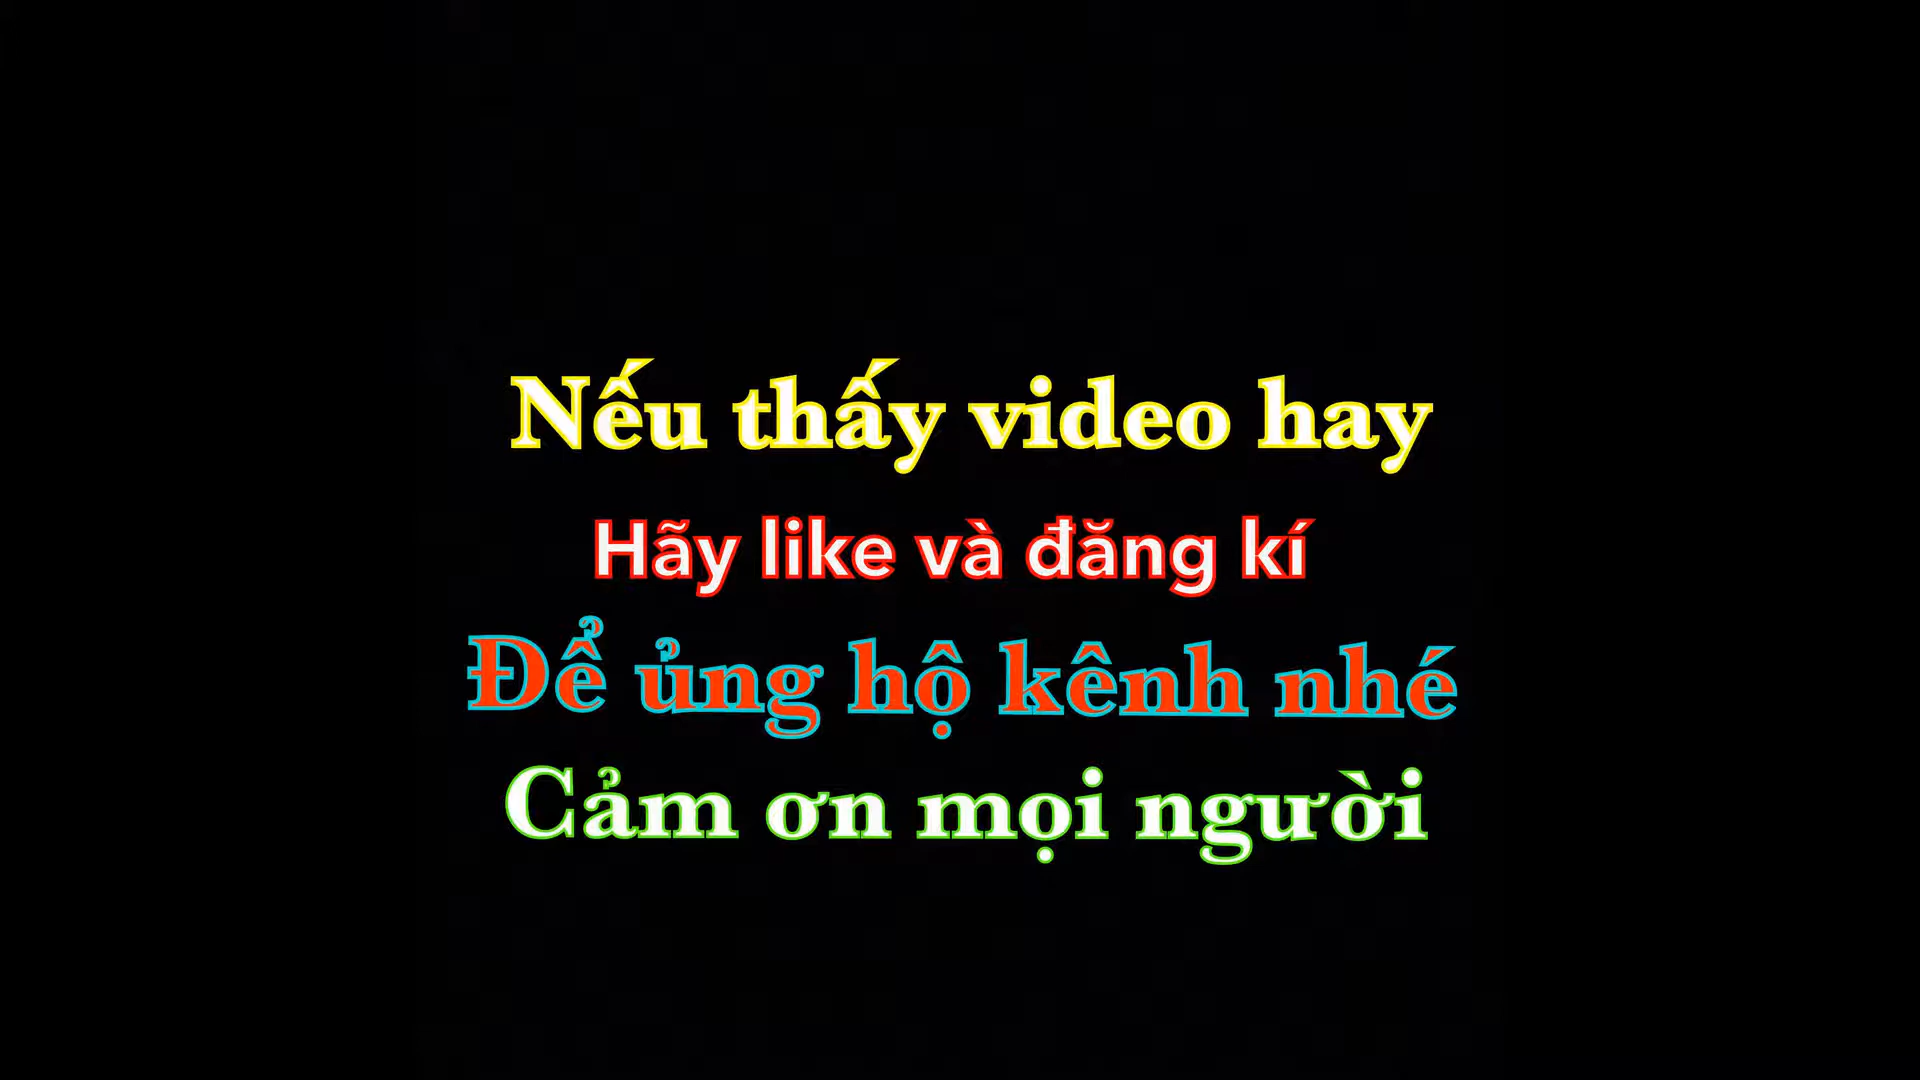 Nếu thấy video hay
Hãy like và đăng kí
Để ủng hộ kênh nhé
Cảm ơn mọi người